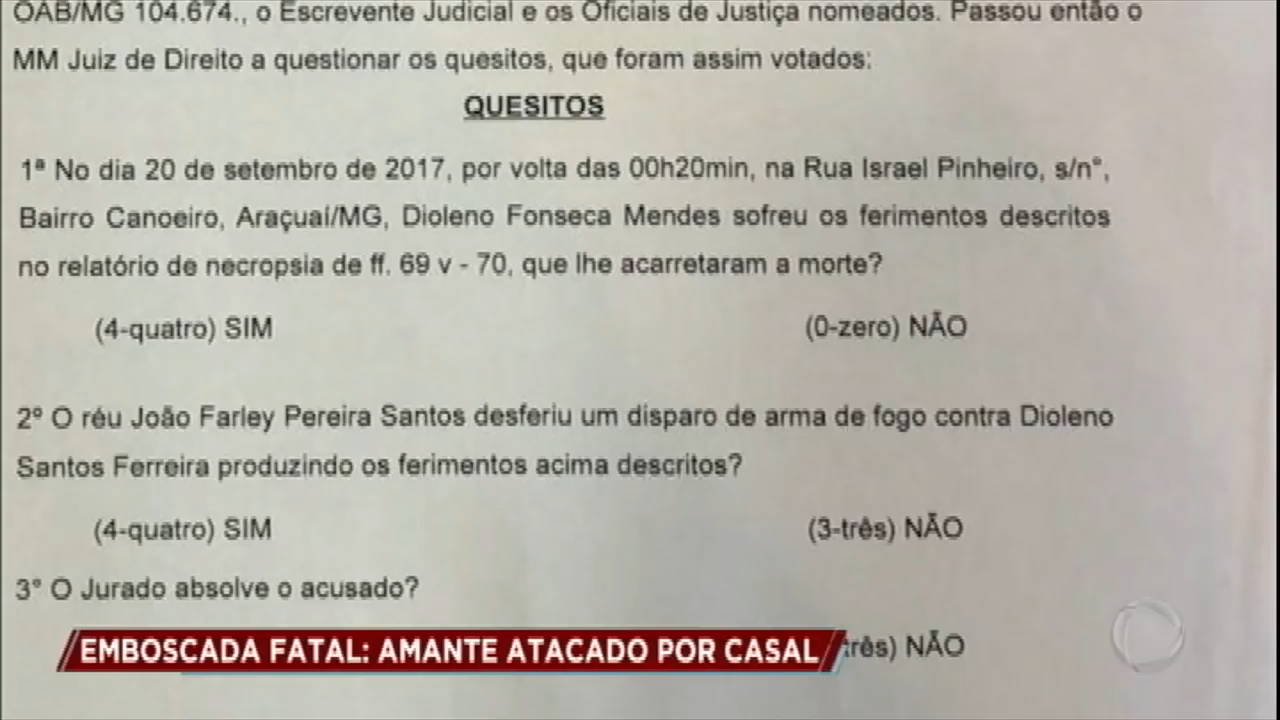 OAB/MG 104.674., o Escrevente Judicial e os Oficiais de Justiça nomeados. Passou então o
MM Juiz de Direito a questionar os quesitos, que foram assim votados:
QUESITOS
1ª No dia 20 de setembro de 2017, por volta das 00h20min, na Rua Israel Pinheiro, s/n°,
Bairro Canoeiro, Araçuaí/MG, Dioleno Fonseca Mendes sofreu os ferimentos descritos
no relatório de necropsia de ff. 69 v - 70, que lhe acarretaram a morte?
(4-quatro) SIM (0-zero) NÃO
2º O réu João Farley Pereira Santos desferiu um disparo de arma de fogo contra Dioleno
Santos Ferreira produzindo os ferimentos acima descritos?
(4-quatro) SIM (3-três) NÃO
3° O Jurado absolve o acusado?
três) NÃO
EMBOSCADA FATAL: AMANTE ATACADO POR CASAL